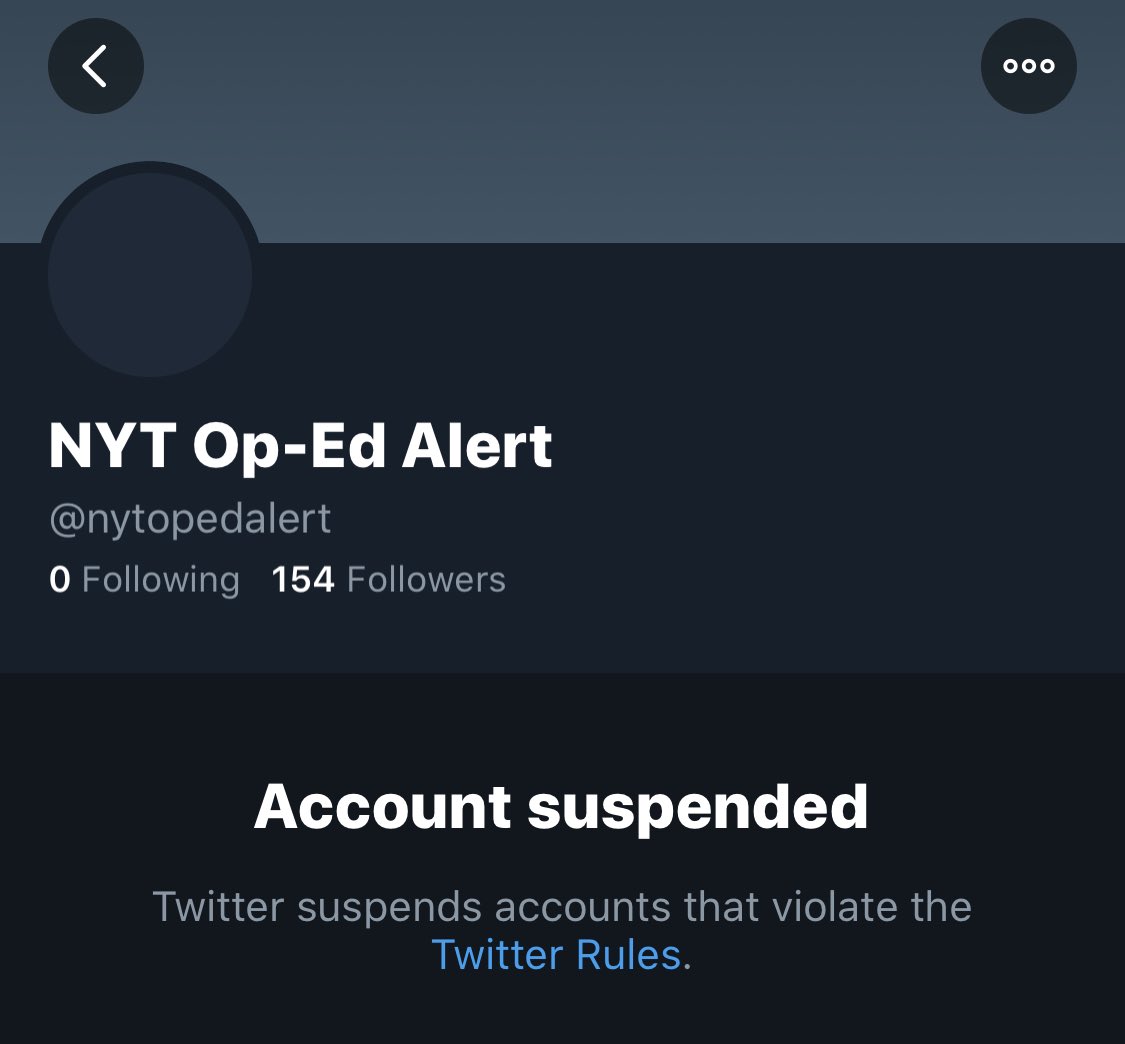 NYT Op-Ed Alert
@nytopedalert
0 Following 154 Followers
Account suspended
Twitter suspends accounts that violate the
Twitter Rules.